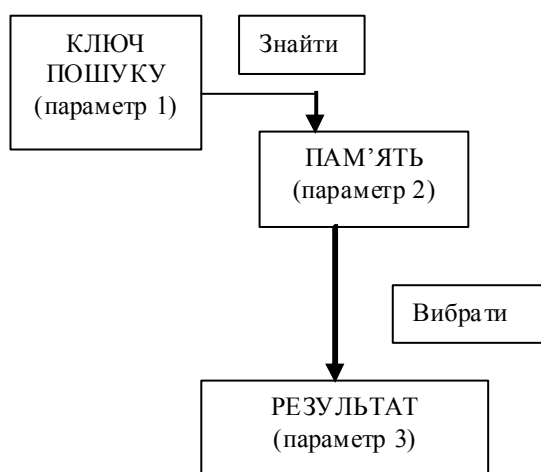 КЛЮЧ
ПОШУКУ
(параметр 1)
Знайти
ПАМ’ЯТЬ
(параметр 2)
Вибрати
РЕЗУЛЬТАТ
(параметр 3)